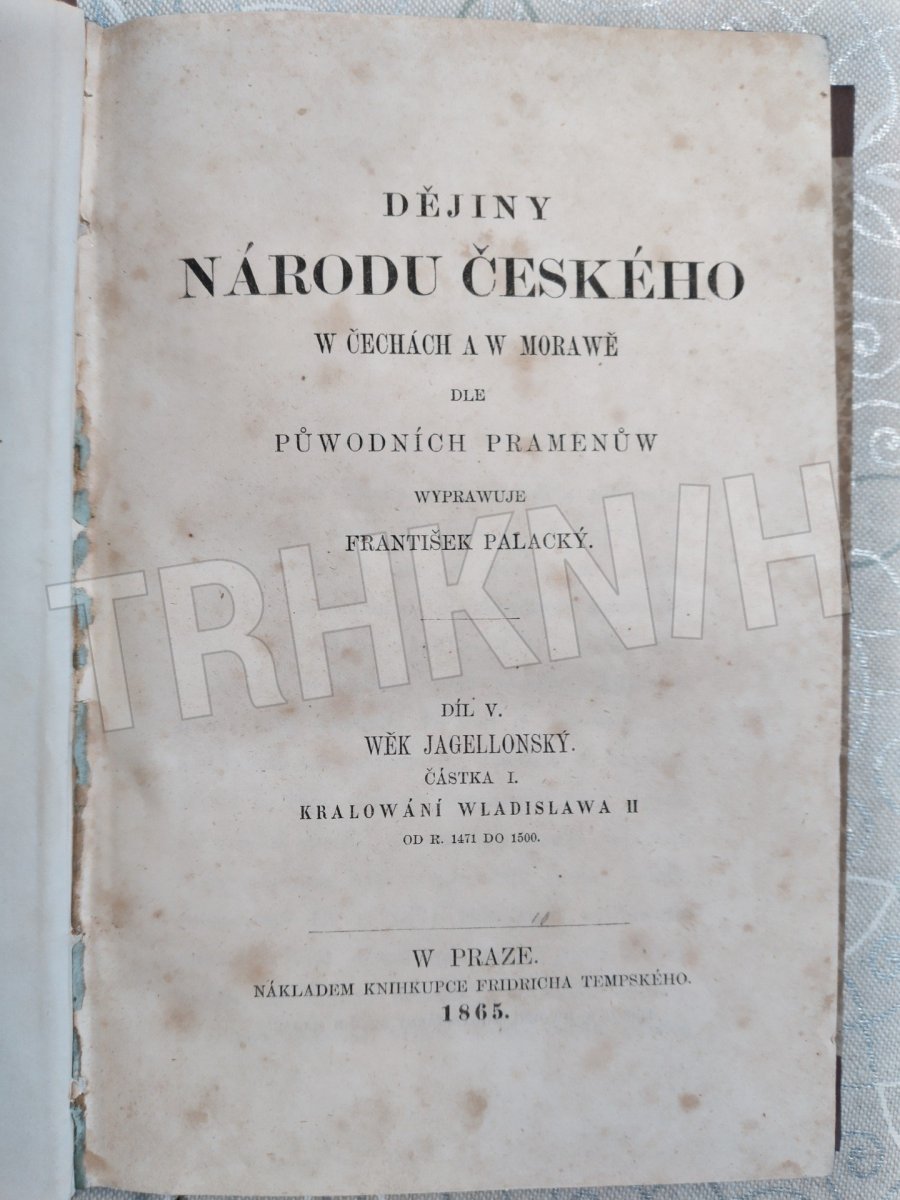 DĚJINY
NÁRODU ČESKÉHO
W ČECHÁCH A W MORAWĚ
DLE
PŮWODNÍCH PRAMENŮW
WYPRAWUJE
FRANTIŠEK PALACKÝ.
TRHKNIH
DÍL V.
WĚK JAGELLONSKÝ.
ČÁSTKA I.
KRALOWÁNÍ WLADISLAWA II
OD R. 1471 DO 1500.
10
W PRAZE.
NÁKLADEM KNIHKUPCE FRIDRICHA TEMPSKÉHO.
1865.